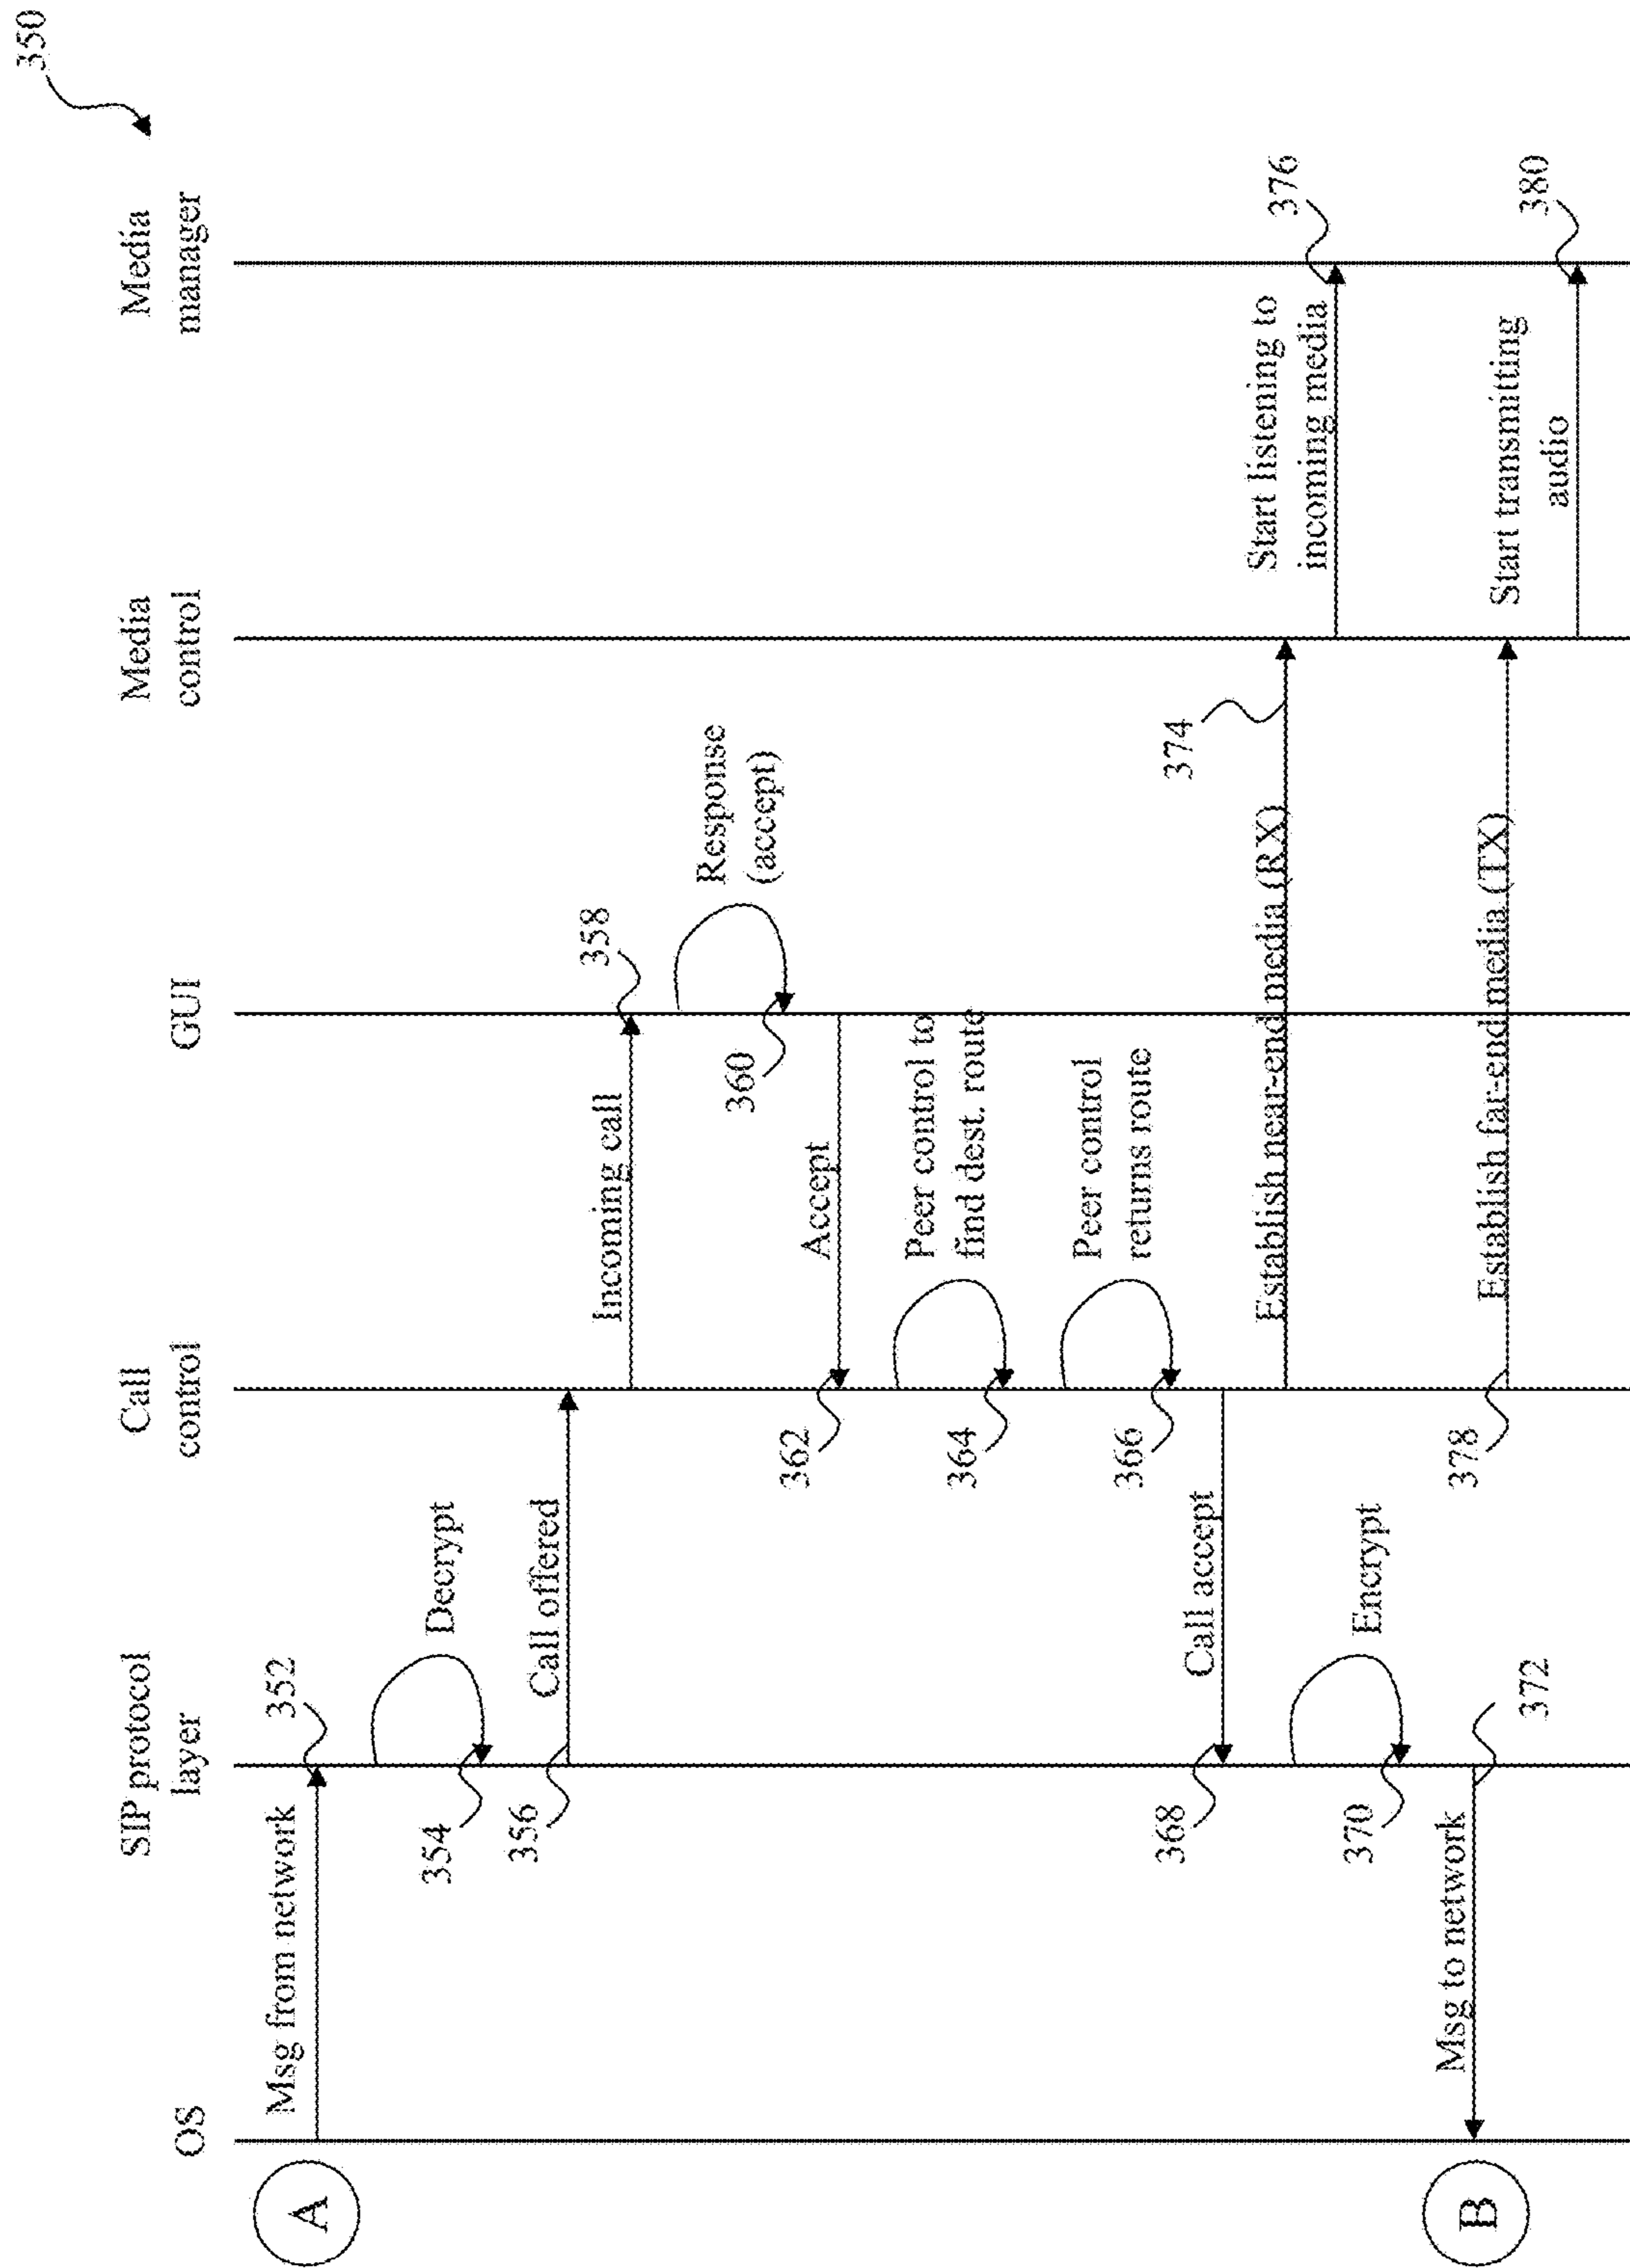 350
OS
SIP protocol
layer
Call
control
GUI
Media
control
Media
manager
A
Msg from network
352
Decrypt
354
Call offered
356
Incoming call
358
Response
(accept)
360
Accept
362
Peer control to
find dest. route
364
Peer control
returns route
366
Call accept
368
Establish near-end media (RX)
374
Start listening to
incoming media
376
Encrypt
370
B
Msg to network
372
Establish far-end media (TX)
378
Start transmitting
audio
380